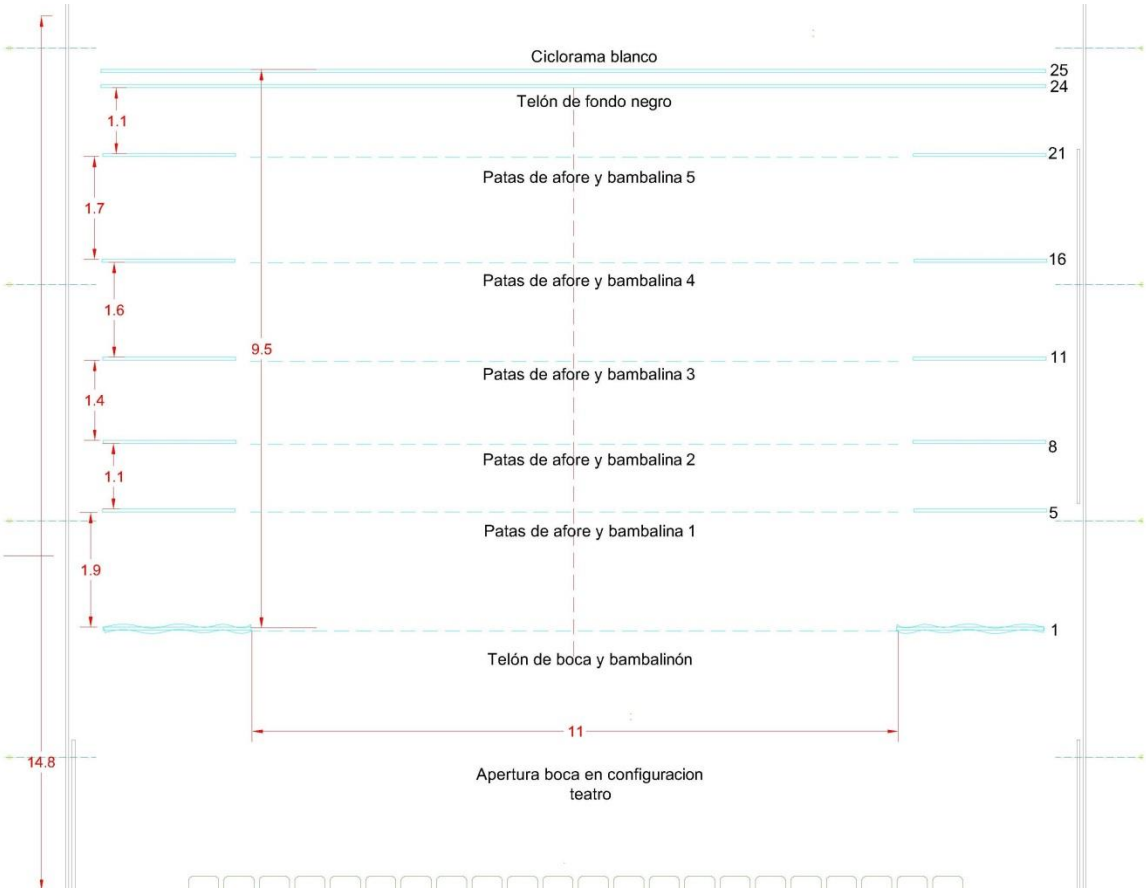 Ciclorama blanco
25
24
Telón de fondo negro
1.1
21
Patas de afore y bambalina 5
1.7
16
Patas de afore y bambalina 4
1.6
9.5
11
Patas de afore y bambalina 3
1.4
8
Patas de afore y bambalina 2
1.1
5
Patas de afore y bambalina 1
1.9
1
Telón de boca y bambalinón
11
14.8
Apertura boca en configuracion
teatro